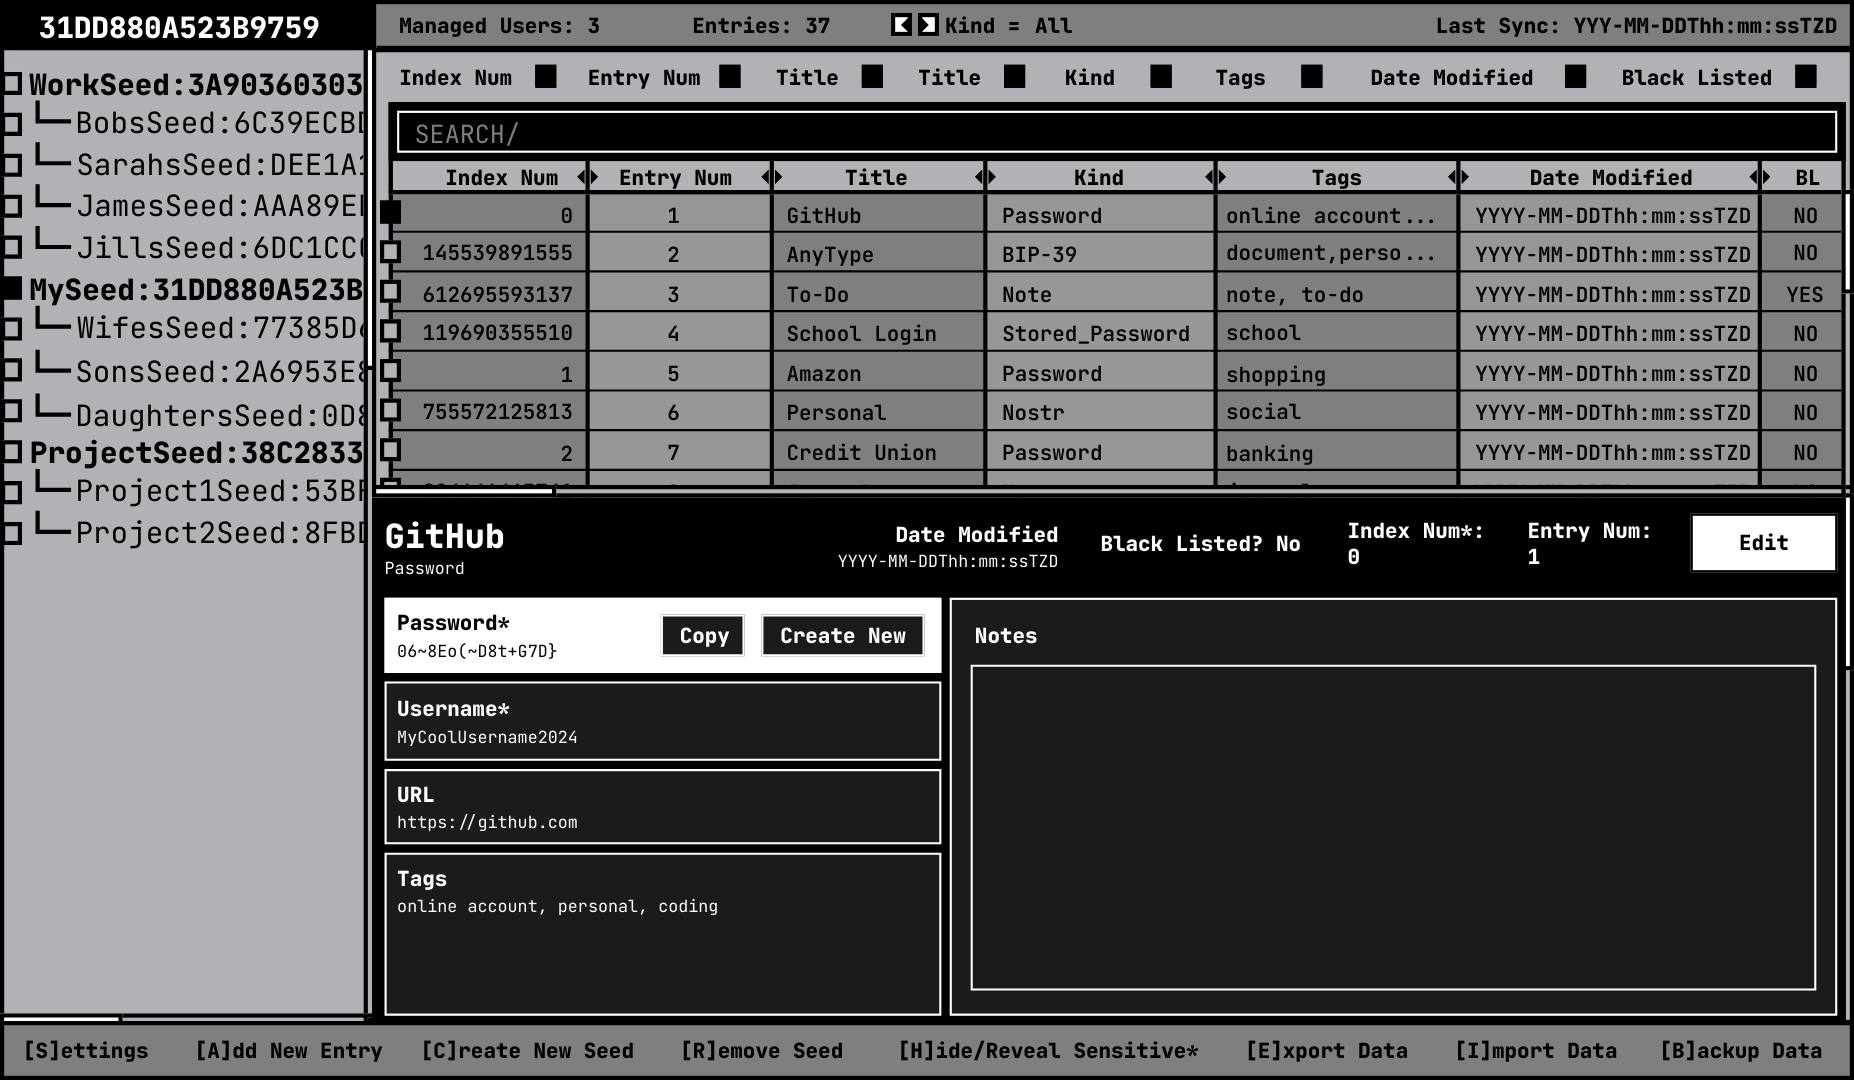 31DD880A523B9759
Managed Users: 3 Entries: 37 Kind = All Last Sync: YYY-MM-DDThh:mm:ssTZD
Index Num Entry Num Title Title Kind Tags Date Modified Black Listed
SEARCH/
WorkSeed:3A90360303
BobsSeed:6C39ECBD
SarahsSeed:DEE1A1
JamesSeed:AAA89E
JillsSeed:6DC1CC
MySeed:31DD880A523B
WifesSeed:77385D
SonsSeed:2A6953E8
DaughtersSeed:0D8
ProjectSeed:38C2833
Project1Seed:53B
Project2Seed:8FBD
Index Num Entry Num Title Kind Tags Date Modified BL
0 1 GitHub Password online account... YYYY-MM-DDThh:mm:ssTZD NO
145539891555 2 AnyType BIP-39 document,perso... YYYY-MM-DDThh:mm:ssTZD NO
612695593137 3 To-Do Note note, to-do YYYY-MM-DDThh:mm:ssTZD YES
119690355510 4 School Login Stored_Password school YYYY-MM-DDThh:mm:ssTZD NO
1 5 Amazon Password shopping YYYY-MM-DDThh:mm:ssTZD NO
755572125813 6 Personal Nostr social YYYY-MM-DDThh:mm:ssTZD NO
2 7 Credit Union Password banking YYYY-MM-DDThh:mm:ssTZD NO
GitHub
Password
Date Modified
YYYY-MM-DDThh:mm:ssTZD
Black Listed? No
Index Num*:
0
Entry Num:
1
Edit
Password*
06~8Eo(~D8t+G7D}
Copy
Create New
Username*
MyCoolUsername2024
URL
https://github.com
Tags
online account, personal, coding
Notes
[S]ettings [A]dd New Entry [C]reate New Seed [R]emove Seed [H]ide/Reveal Sensitive* [E]xport Data [I]mport Data [B]ackup Data